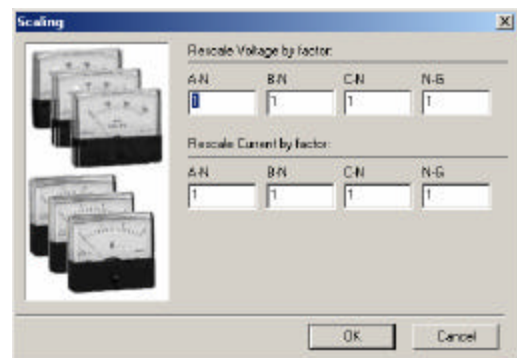 Scaling
Rescale Voltage by factor:
A-N B-N C-N N-G
1 1 1 1
Rescale Current by factor:
A-N B-N C-N N-G
1 1 1 1
OK Cancel